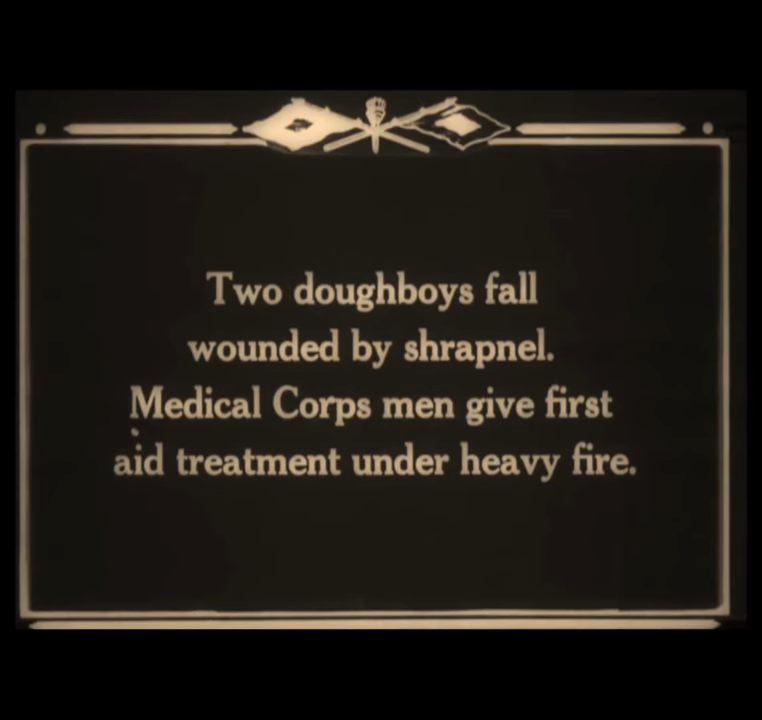 Two doughboys fall
wounded by shrapnel.
Medical Corps men give first
aid treatment under heavy fire.